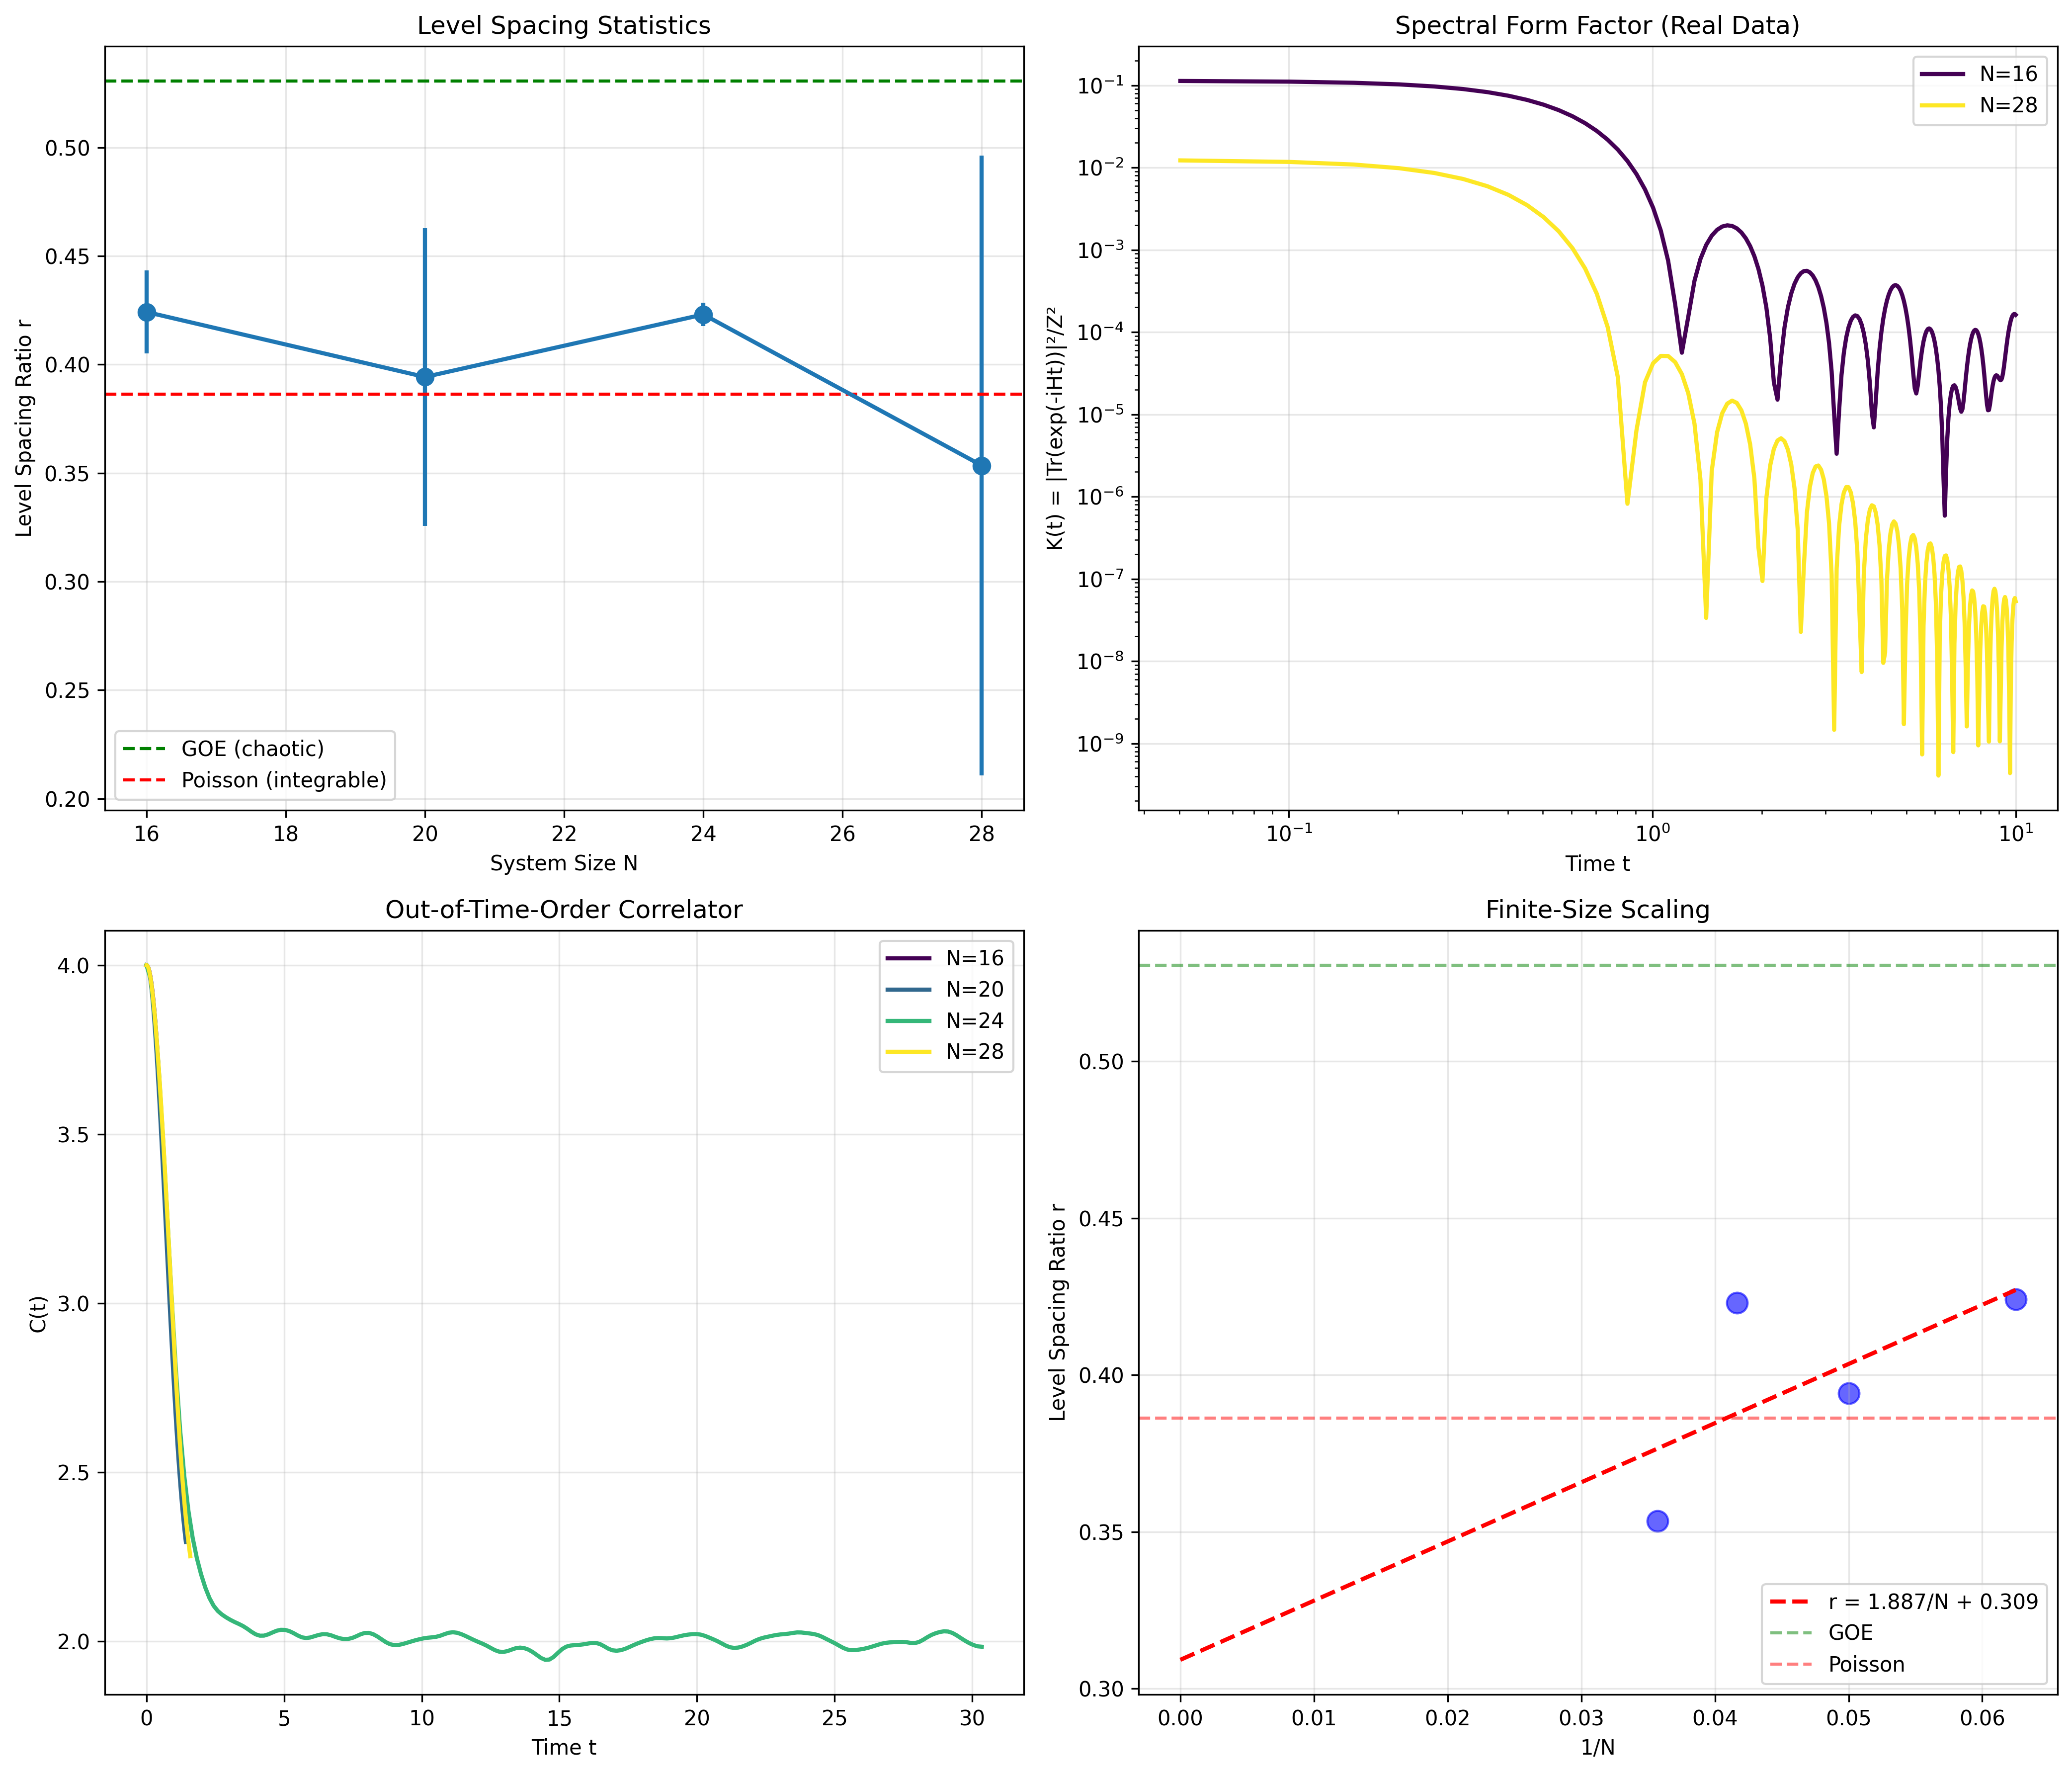 Level Spacing Statistics
Level Spacing Ratio r
0.50
0.45
0.40
0.35
0.30
0.25
0.20
GOE (chaotic)
Poisson (integrable)
16 18 20 22 24 26 28
System Size N
Spectral Form Factor (Real Data)
K(t) = |Tr(exp(-iHt))|²/Z²
10⁻¹
10⁻²
10⁻³
10⁻⁴
10⁻⁵
10⁻⁶
10⁻⁷
10⁻⁸
10⁻⁹
N=16
N=28
10⁻¹ 10⁰ 10¹
Time t
Out-of-Time-Order Correlator
C(t)
4.0
3.5
3.0
2.5
2.0
N=16
N=20
N=24
N=28
0 5 10 15 20 25 30
Time t
Finite-Size Scaling
Level Spacing Ratio r
0.50
0.45
0.40
0.35
0.30
r = 1.887/N + 0.309
GOE
Poisson
0.00 0.01 0.02 0.03 0.04 0.05 0.06
1/N